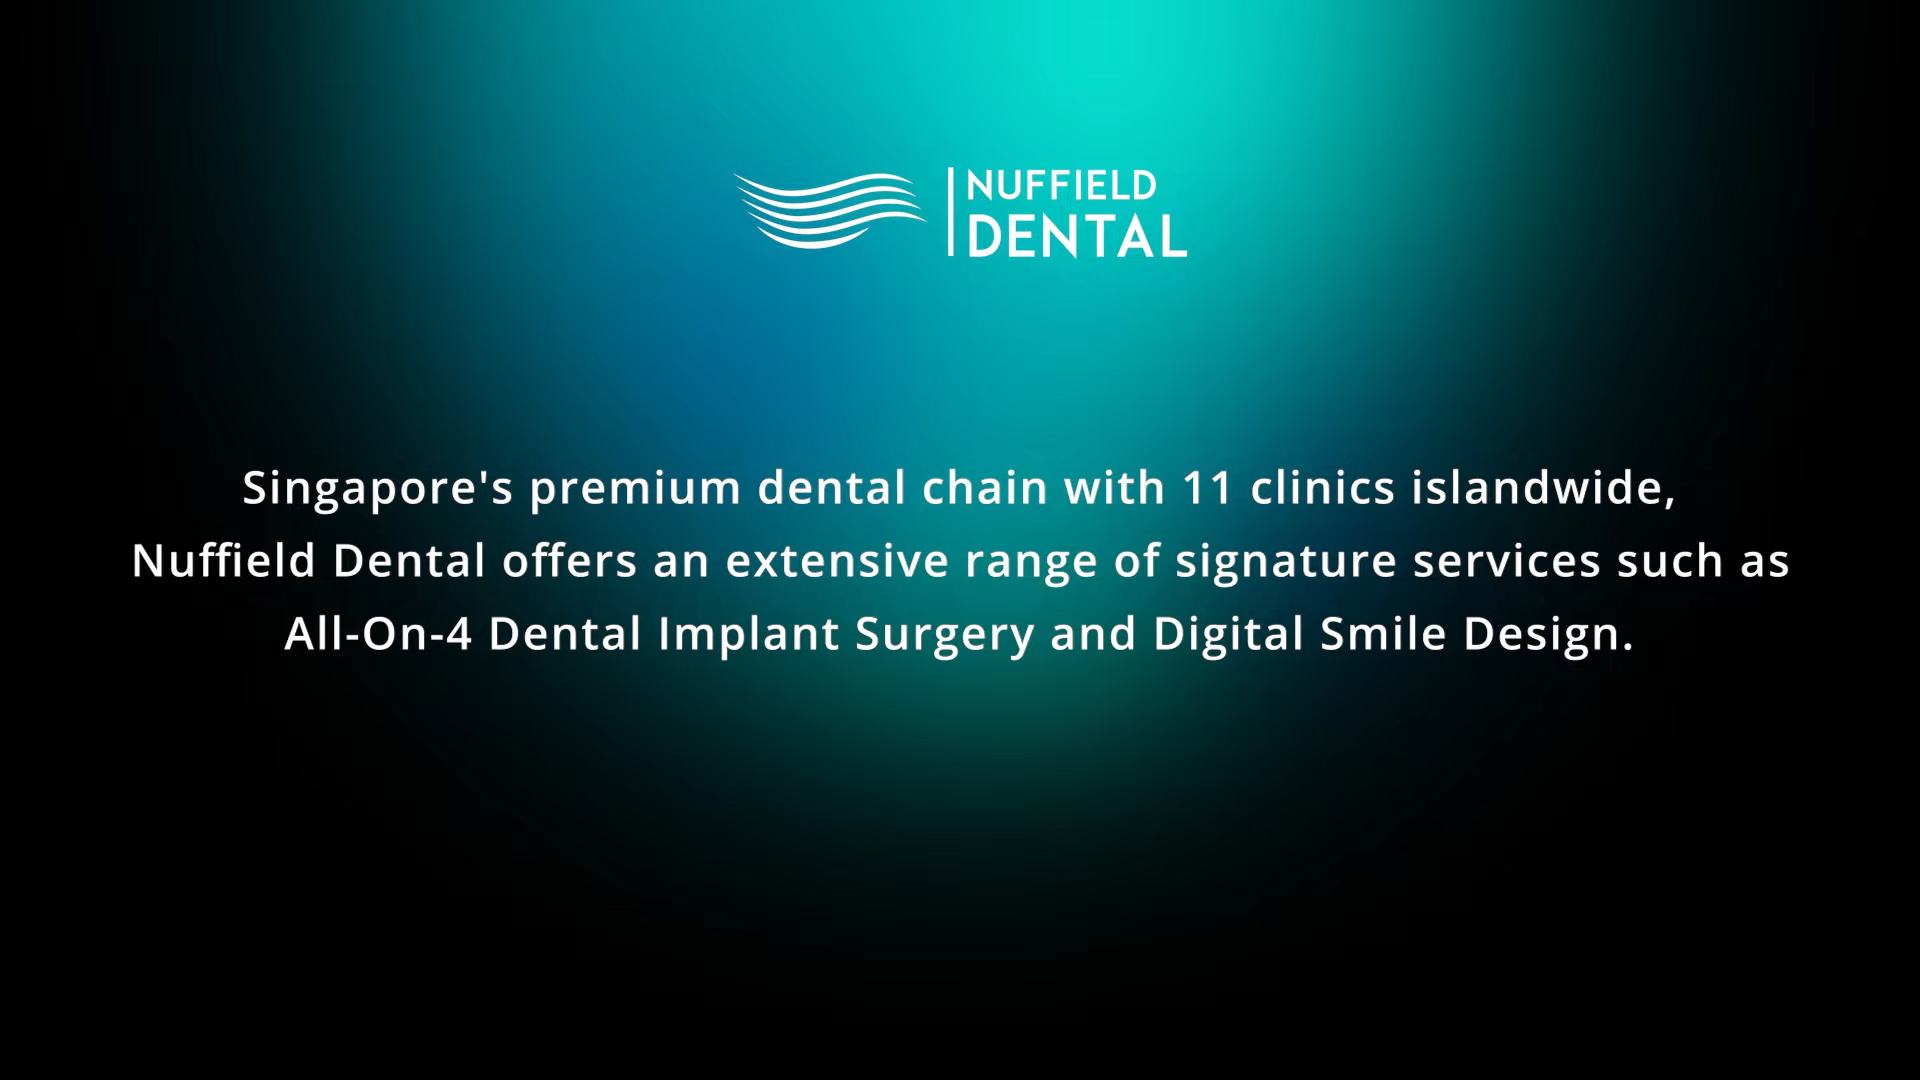 NUFFIELD
DENTAL
Singapore's premium dental chain with 11 clinics islandwide,
Nuffield Dental offers an extensive range of signature services such as
All-On-4 Dental Implant Surgery and Digital Smile Design.